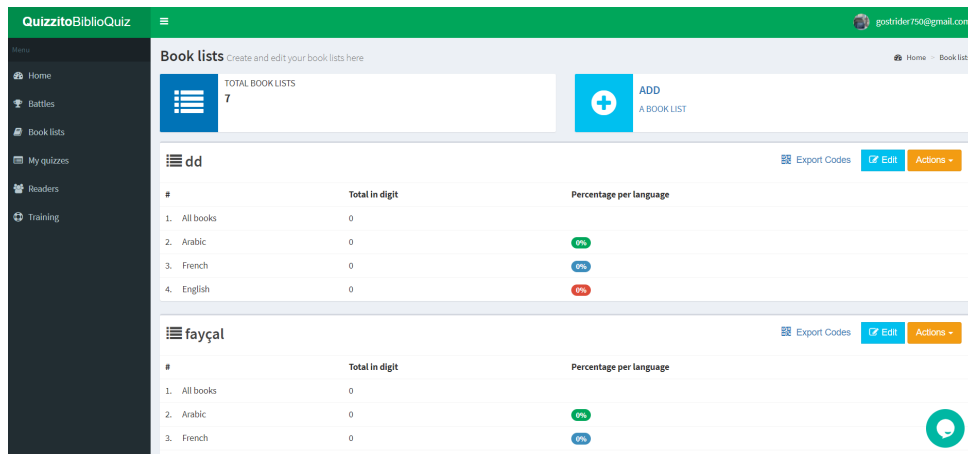 QuizzitoBiblioQuiz
gostrider750@gmail.com
Menu
Home
Battles
Book lists
My quizzes
Readers
Training
Book lists Create and edit your book lists here
Home > Book lists
TOTAL BOOK LISTS
7
ADD
A BOOK LIST
dd
Export Codes Edit Actions
# Total in digit Percentage per language
1. All books 0
2. Arabic 0 0%
3. French 0 0%
4. English 0 0%
fayçal
Export Codes Edit Actions
# Total in digit Percentage per language
1. All books 0
2. Arabic 0 0%
3. French 0 0%